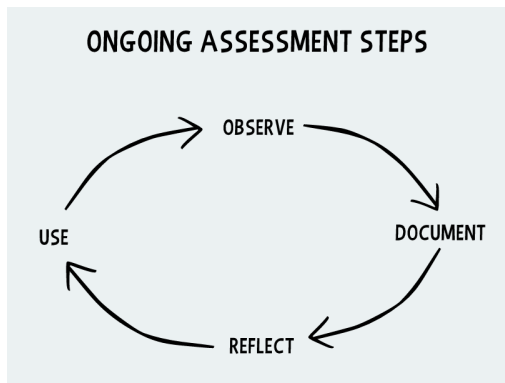 ONGOING ASSESSMENT STEPS
OBSERVE
DOCUMENT
REFLECT
USE